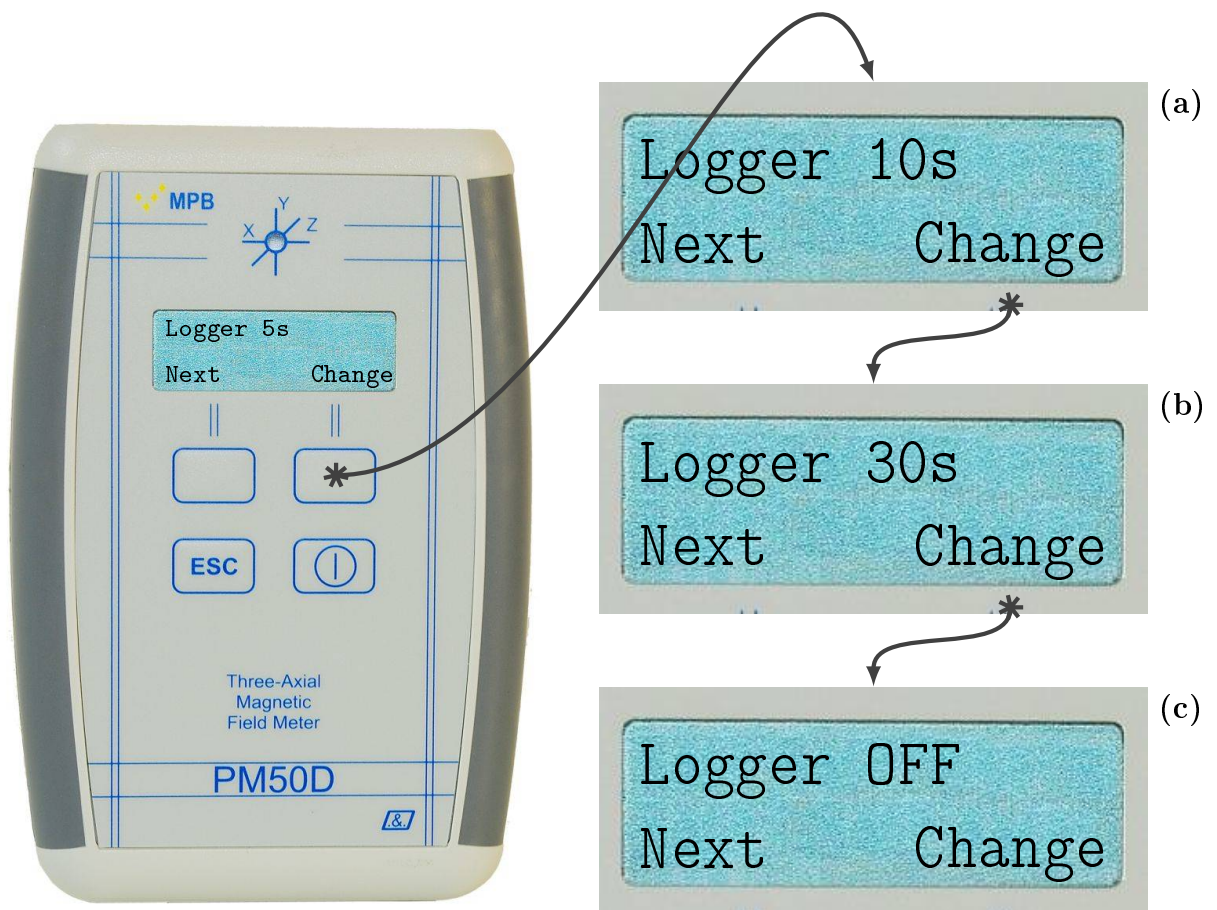 MPB
Y
X Z
Logger 5s
Next Change
ESC
Three-Axial
Magnetic
Field Meter
PM50D
.&.
(a)
Logger 10s
Next Change
(b)
Logger 30s
Next Change
(c)
Logger OFF
Next Change